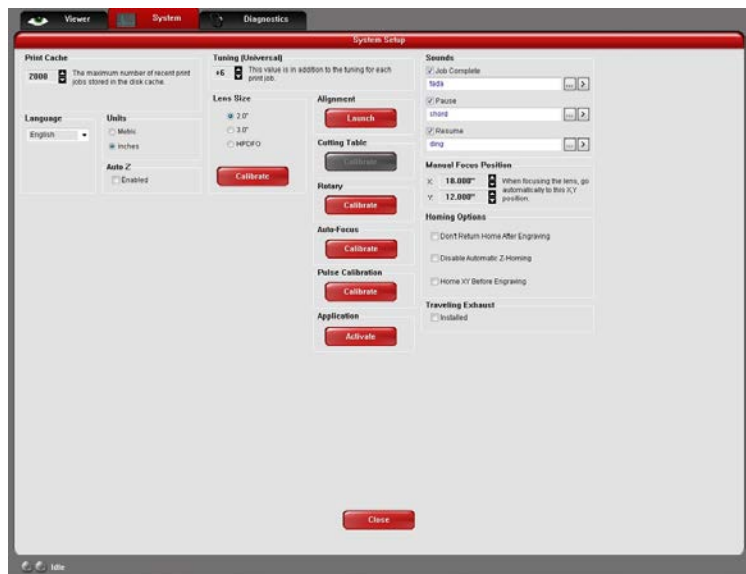 Viewer
System
Diagnostics
System Setup
Print Cache
2000
The maximum number of recent print
jobs stored in the disk cache.
Language
English
Units
Metric
Inches
Auto Z
Enabled
Tuning (Universal)
+6
This value is in addition to the tuning for each
print job.
Lens Size
2.0"
3.0"
HPDFO
Calibrate
Alignment
Launch
Cutting Table
Calibrate
Rotary
Calibrate
Auto-Focus
Calibrate
Pulse Calibration
Calibrate
Application
Activate
Sounds
Job Complete
tada
... >
Pause
chord
... >
Resume
ding
... >
Manual Focus Position
X: 18.000"
Y: 12.000"
When focusing the lens, go
automatically to this X,Y
position.
Homing Options
Don't Return Home After Engraving
Disable Automatic Z-Homing
Home XY Before Engraving
Traveling Exhaust
Installed
Close
Idle